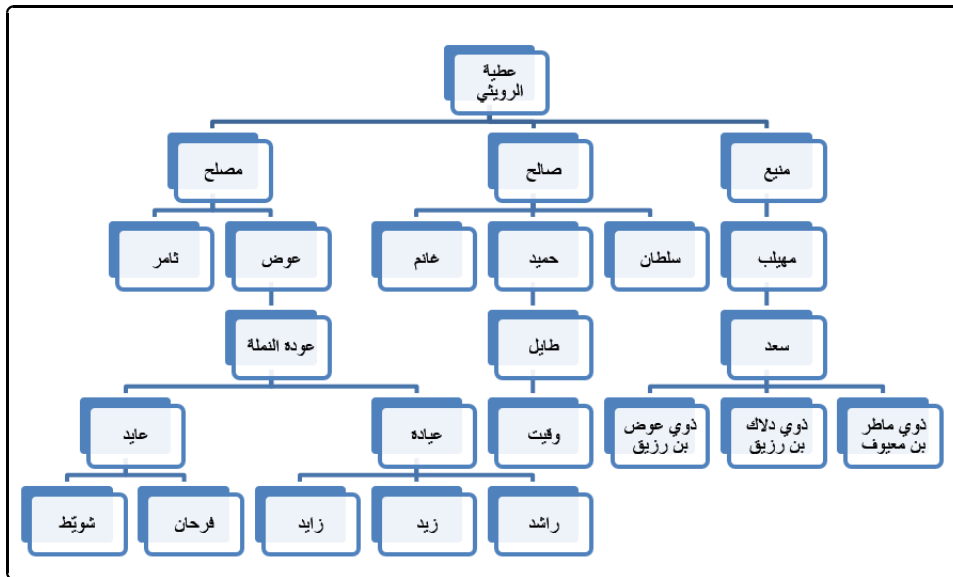 عطية
الرويثي
منيع
صالح
مصلح
مهيلب
سلطان
حميد
غانم
عوض
ثامر
سعد
طايل
عودة النملة
ذوي ماطر
بن معيوف
ذوي دلاك
بن رزيق
ذوي عوض
بن رزيق
وقيت
عيادة
عايد
راشد
زيد
زايد
فرحان
شويّط